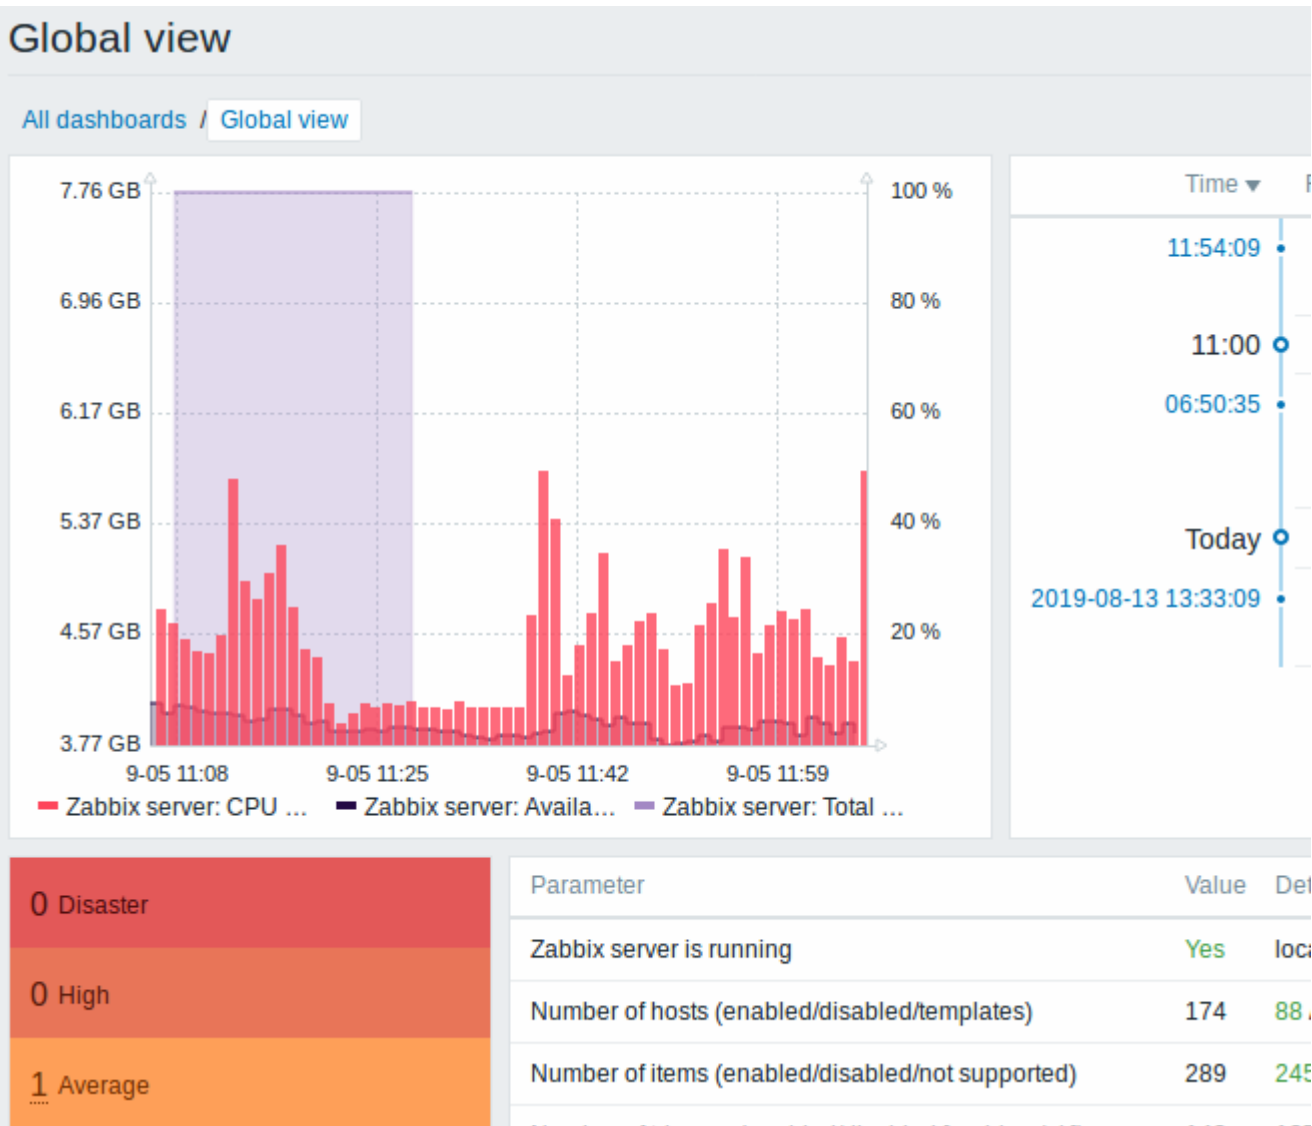 Global view
All dashboards / Global view
7.76 GB
6.96 GB
6.17 GB
5.37 GB
4.57 GB
3.77 GB
100 %
80 %
60 %
40 %
20 %
9-05 11:08 9-05 11:25 9-05 11:42 9-05 11:59
Zabbix server: CPU ... Zabbix server: Availa... Zabbix server: Total ...
Time
11:54:09
11:00
06:50:35
Today
2019-08-13 13:33:09
0 Disaster
0 High
1 Average
Parameter Value
Zabbix server is running Yes
Number of hosts (enabled/disabled/templates) 174 88
Number of items (enabled/disabled/not supported) 289 245